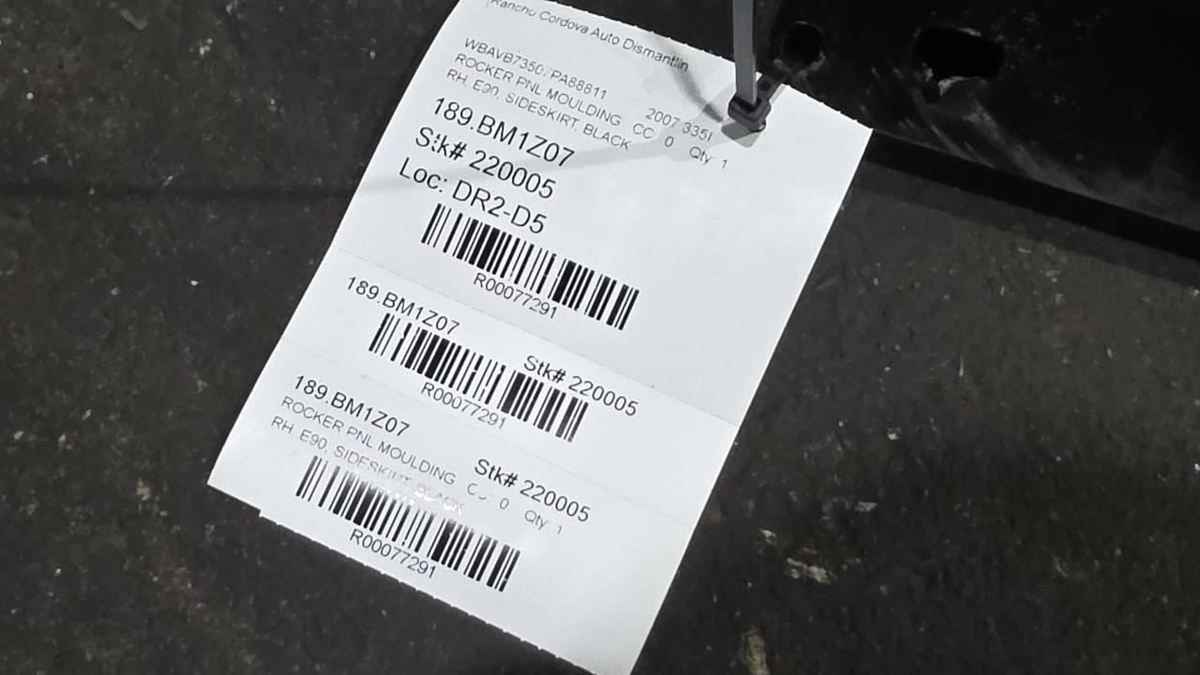 Rancho Cordova Auto Dismantlin
WBAVB7350, PA88811 2007 335I
ROCKER PNL MOULDING CC: 0 Qty 1
RH, E90, SIDESKIRT, BLACK
189.BM1Z07
Stk# 220005
Loc: DR2-D5
R00077291
189.BM1Z07 Stk# 220005
R00077291
189.BM1Z07 Stk# 220005
ROCKER PNL MOULDING CC: 0 Qty 1
RH, E90, SIDESKIRT, BLACK
R00077291